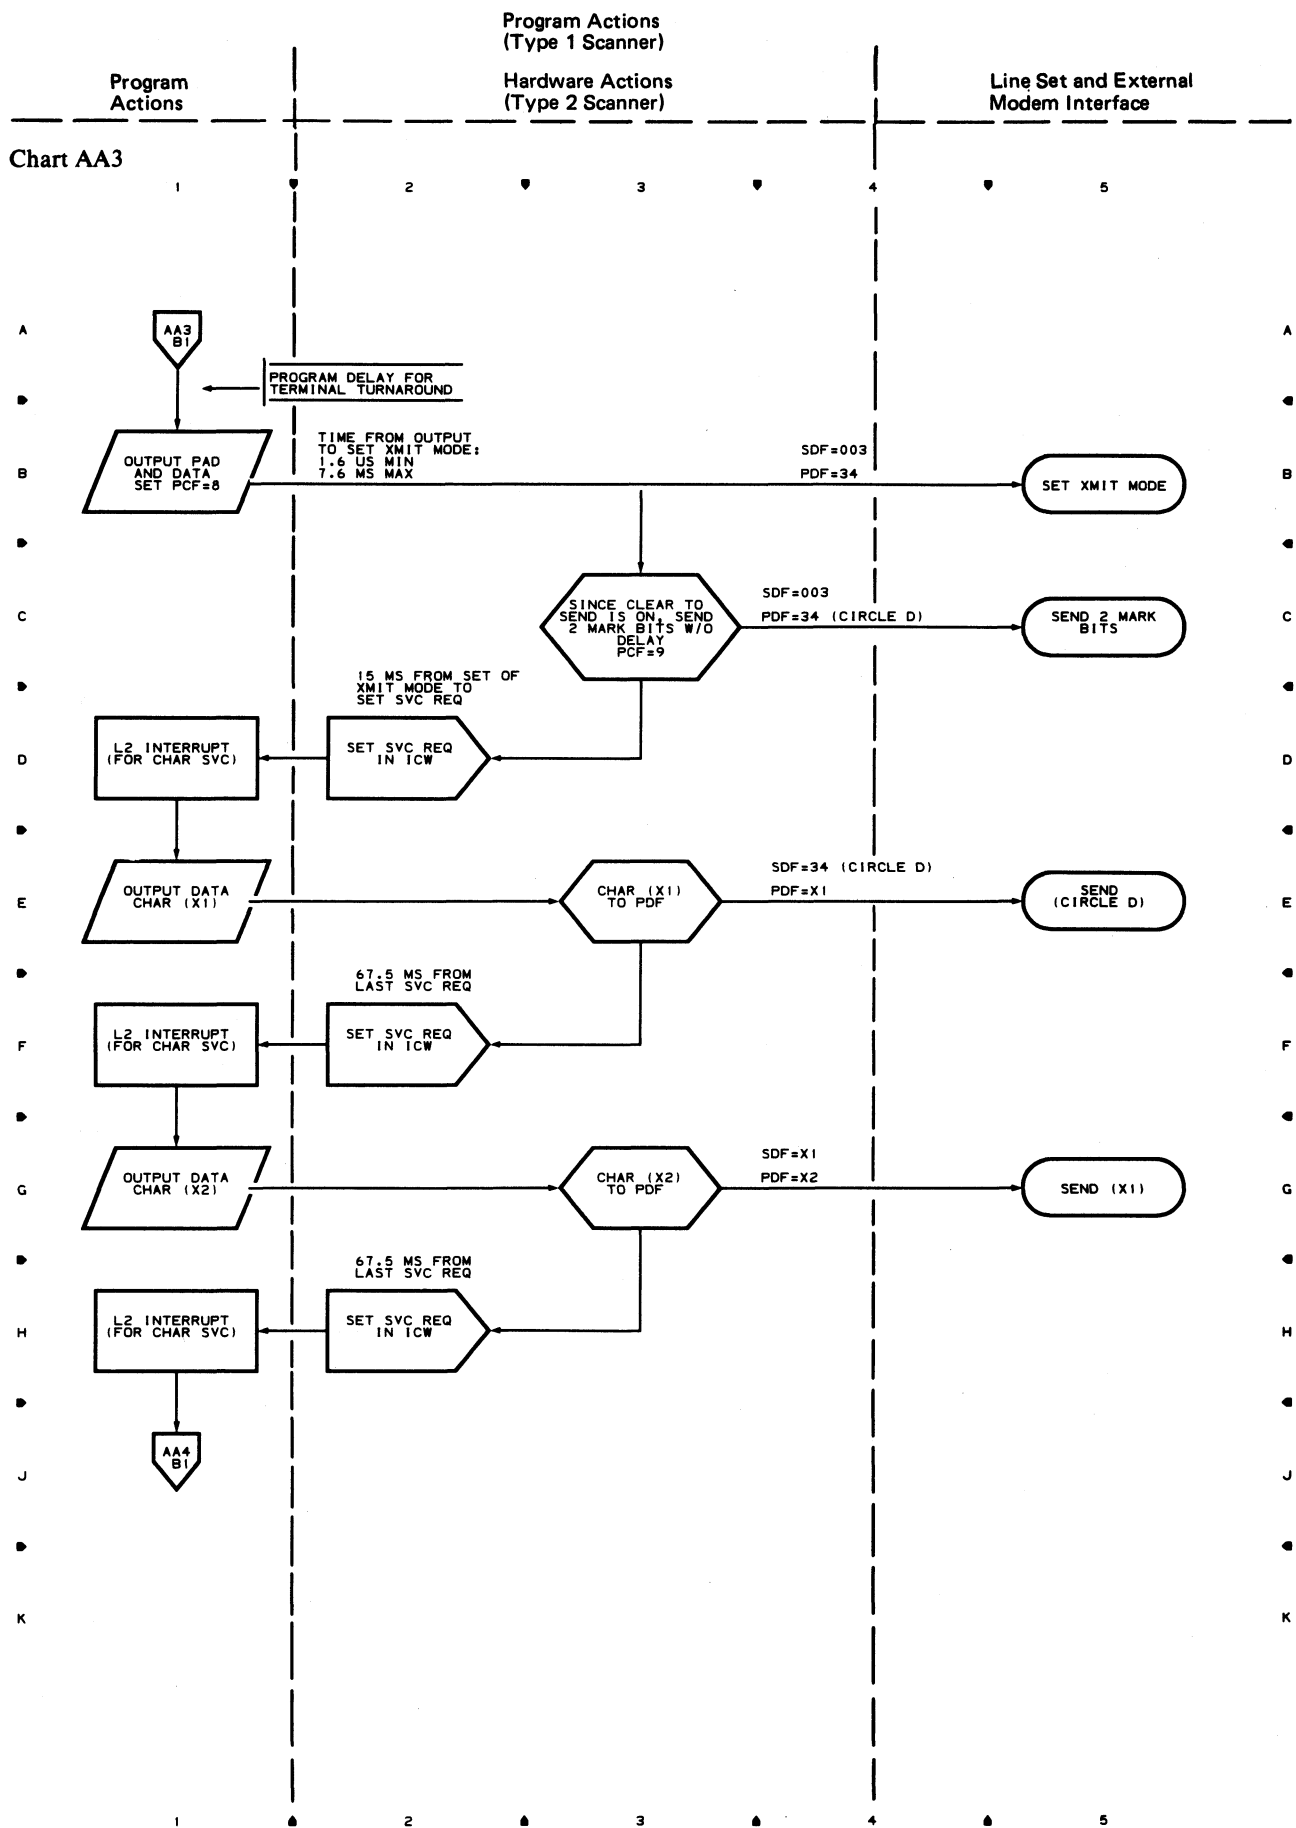 Program Actions
(Type 1 Scanner)
Program
Actions
Hardware Actions
(Type 2 Scanner)
Line Set and External
Modem Interface
Chart AA3
1 2 3 4 5
A A
AA3
B1
PROGRAM DELAY FOR
TERMINAL TURNAROUND
B B
OUTPUT PAD
AND DATA
SET PCF=8
TIME FROM OUTPUT
TO SET XMIT MODE:
1.6 US MIN
7.6 MS MAX
SDF=003
PDF=34
SET XMIT MODE
C C
SINCE CLEAR TO
SEND IS ON, SEND
2 MARK BITS W/O
DELAY
PCF=9
SDF=003
PDF=34 (CIRCLE D)
SEND 2 MARK
BITS
15 MS FROM SET OF
XMIT MODE TO
SET SVC REQ
D D
L2 INTERRUPT
(FOR CHAR SVC)
SET SVC REQ
IN ICW
E E
OUTPUT DATA
CHAR (X1)
CHAR (X1)
TO PDF
SDF=34 (CIRCLE D)
PDF=X1
SEND
(CIRCLE D)
67.5 MS FROM
LAST SVC REQ
F F
L2 INTERRUPT
(FOR CHAR SVC)
SET SVC REQ
IN ICW
G G
OUTPUT DATA
CHAR (X2)
CHAR (X2)
TO PDF
SDF=X1
PDF=X2
SEND (X1)
67.5 MS FROM
LAST SVC REQ
H H
L2 INTERRUPT
(FOR CHAR SVC)
SET SVC REQ
IN ICW
J J
AA4
B1
K K
1 2 3 4 5